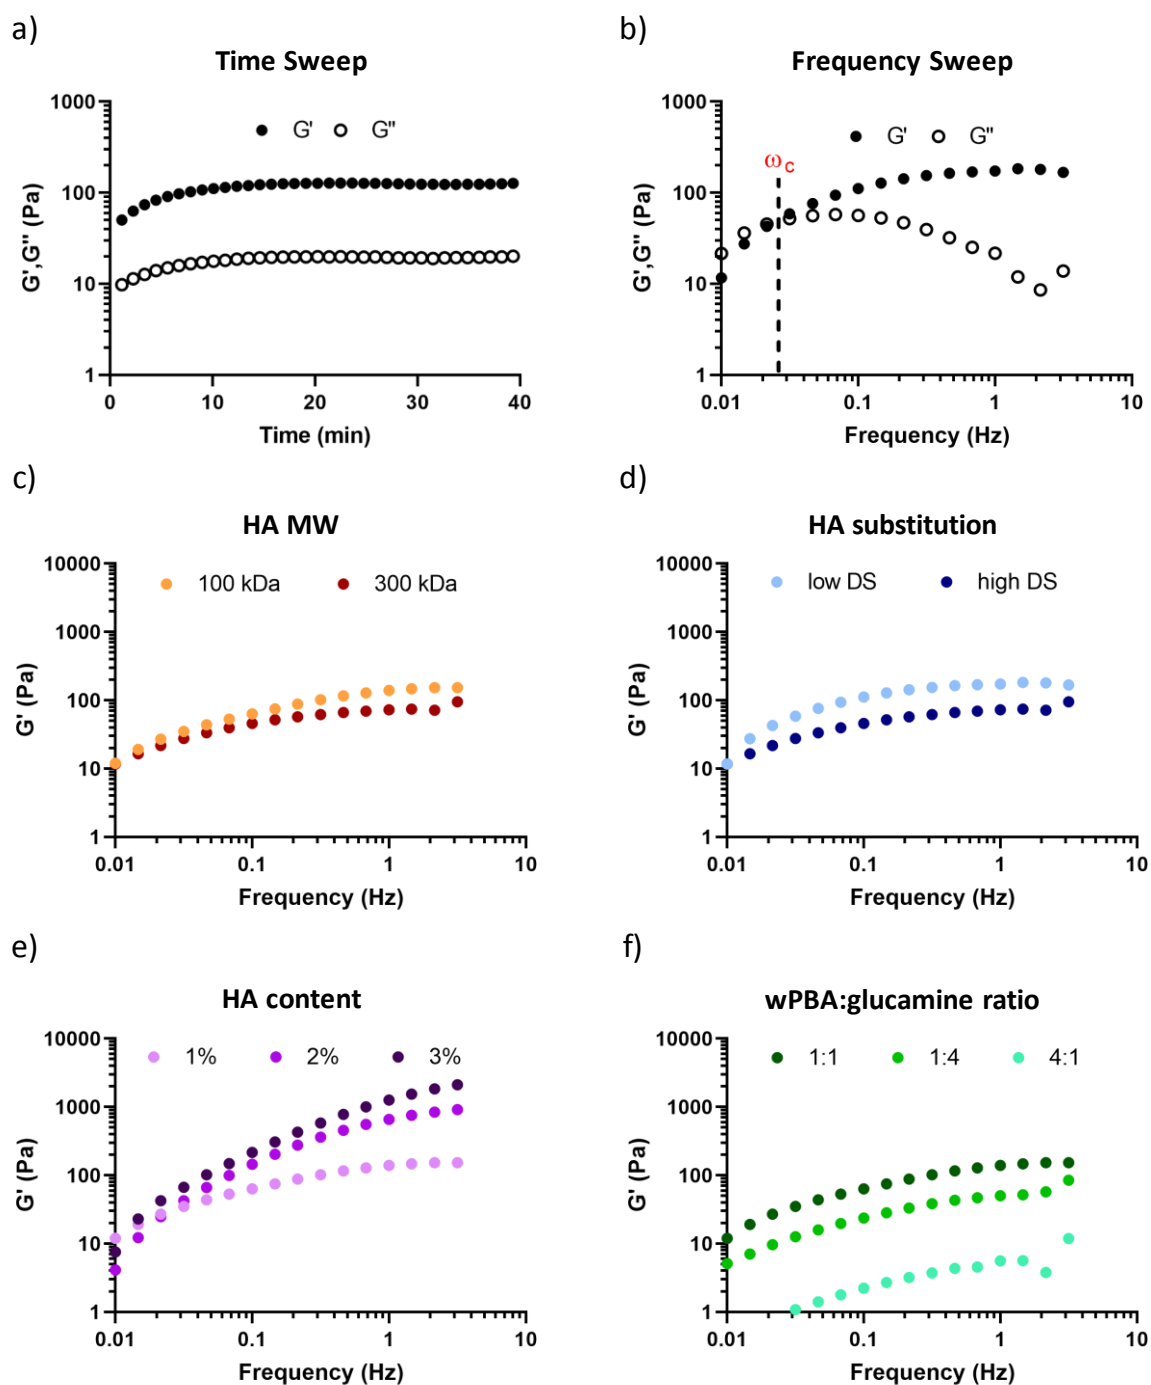 a)
Time Sweep
1000
100
10
1
G',G'' (Pa)
G' G''
0 10 20 30 40
Time (min)
b)
Frequency Sweep
1000
100
10
1
G',G'' (Pa)
G' G''
ωc
0.01 0.1 1 10
Frequency (Hz)
c)
HA MW
10000
1000
100
10
1
G' (Pa)
100 kDa 300 kDa
0.01 0.1 1 10
Frequency (Hz)
d)
HA substitution
10000
1000
100
10
1
G' (Pa)
low DS high DS
0.01 0.1 1 10
Frequency (Hz)
e)
HA content
10000
1000
100
10
1
G' (Pa)
1% 2% 3%
0.01 0.1 1 10
Frequency (Hz)
f)
wPBA:glucamine ratio
10000
1000
100
10
1
G' (Pa)
1:1 1:4 4:1
0.01 0.1 1 10
Frequency (Hz)